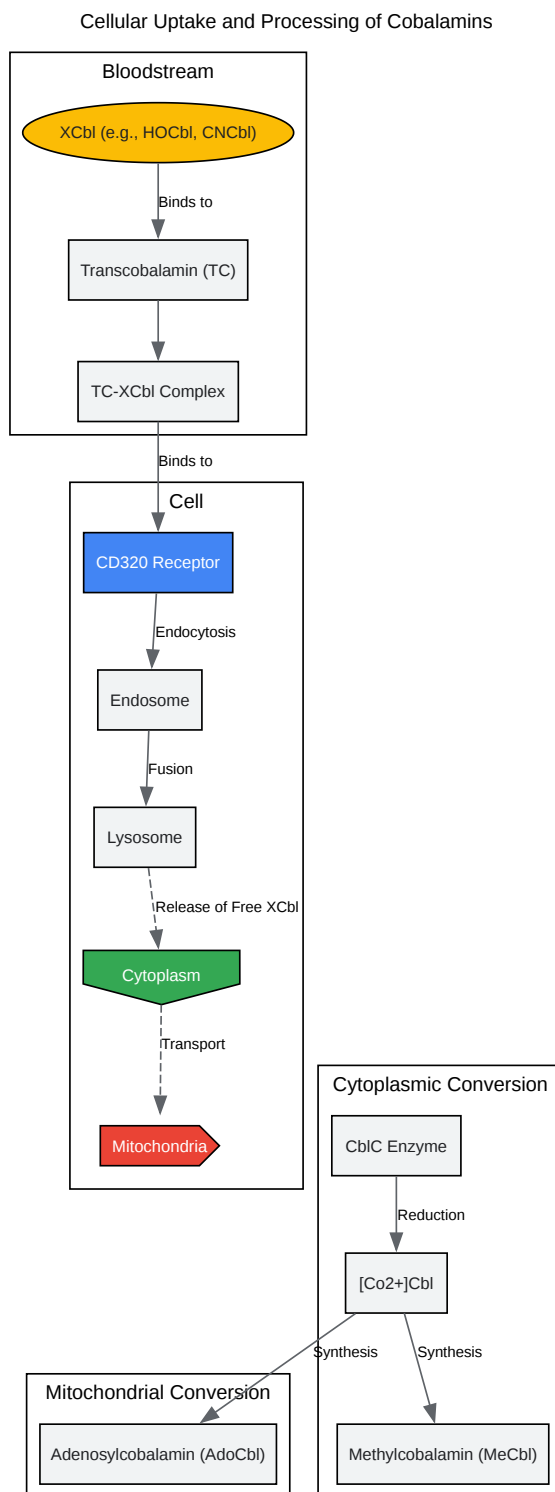 Cellular Uptake and Processing of Cobalamins
Bloodstream
XCbl (e.g., HOCbl, CNCbl)
Binds to
Transcobalamin (TC)
TC-XCbl Complex
Binds to
Cell
CD320 Receptor
Endocytosis
Endosome
Fusion
Lysosome
Release of Free XCbl
Cytoplasm
Transport
Mitochondria
Cytoplasmic Conversion
CblC Enzyme
Reduction
[Co2+]Cbl
Synthesis
Synthesis
Mitochondrial Conversion
Adenosylcobalamin (AdoCbl)
Methylcobalamin (MeCbl)